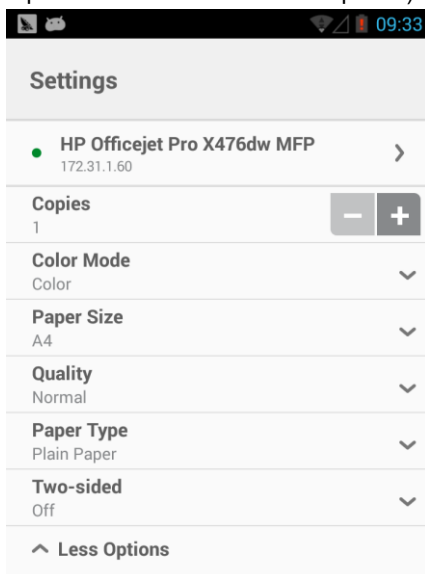 09:33
Settings
HP Officejet Pro X476dw MFP
172.31.1.60
Copies
1
Color Mode
Color
Paper Size
A4
Quality
Normal
Paper Type
Plain Paper
Two-sided
Off
Less Options